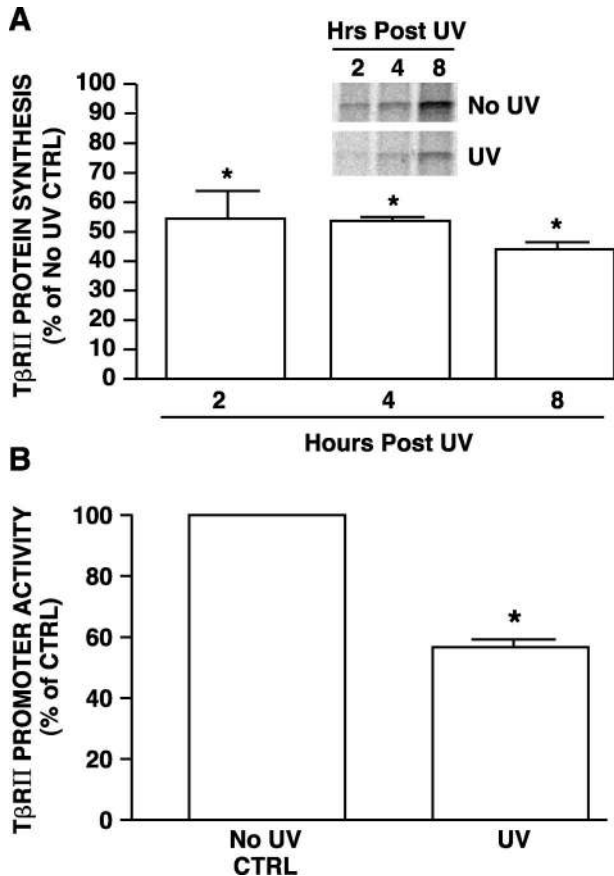 A
Hrs Post UV
2 4 8
No UV
UV
TβRII PROTEIN SYNTHESIS
(% of No UV CTRL)
100
90
80
70
60
50
40
30
20
10
0
*
*
*
2 4 8
Hours Post UV
B
TβRII PROMOTER ACTIVITY
(% of CTRL)
100
80
60
40
20
0
*
No UV
CTRL
UV